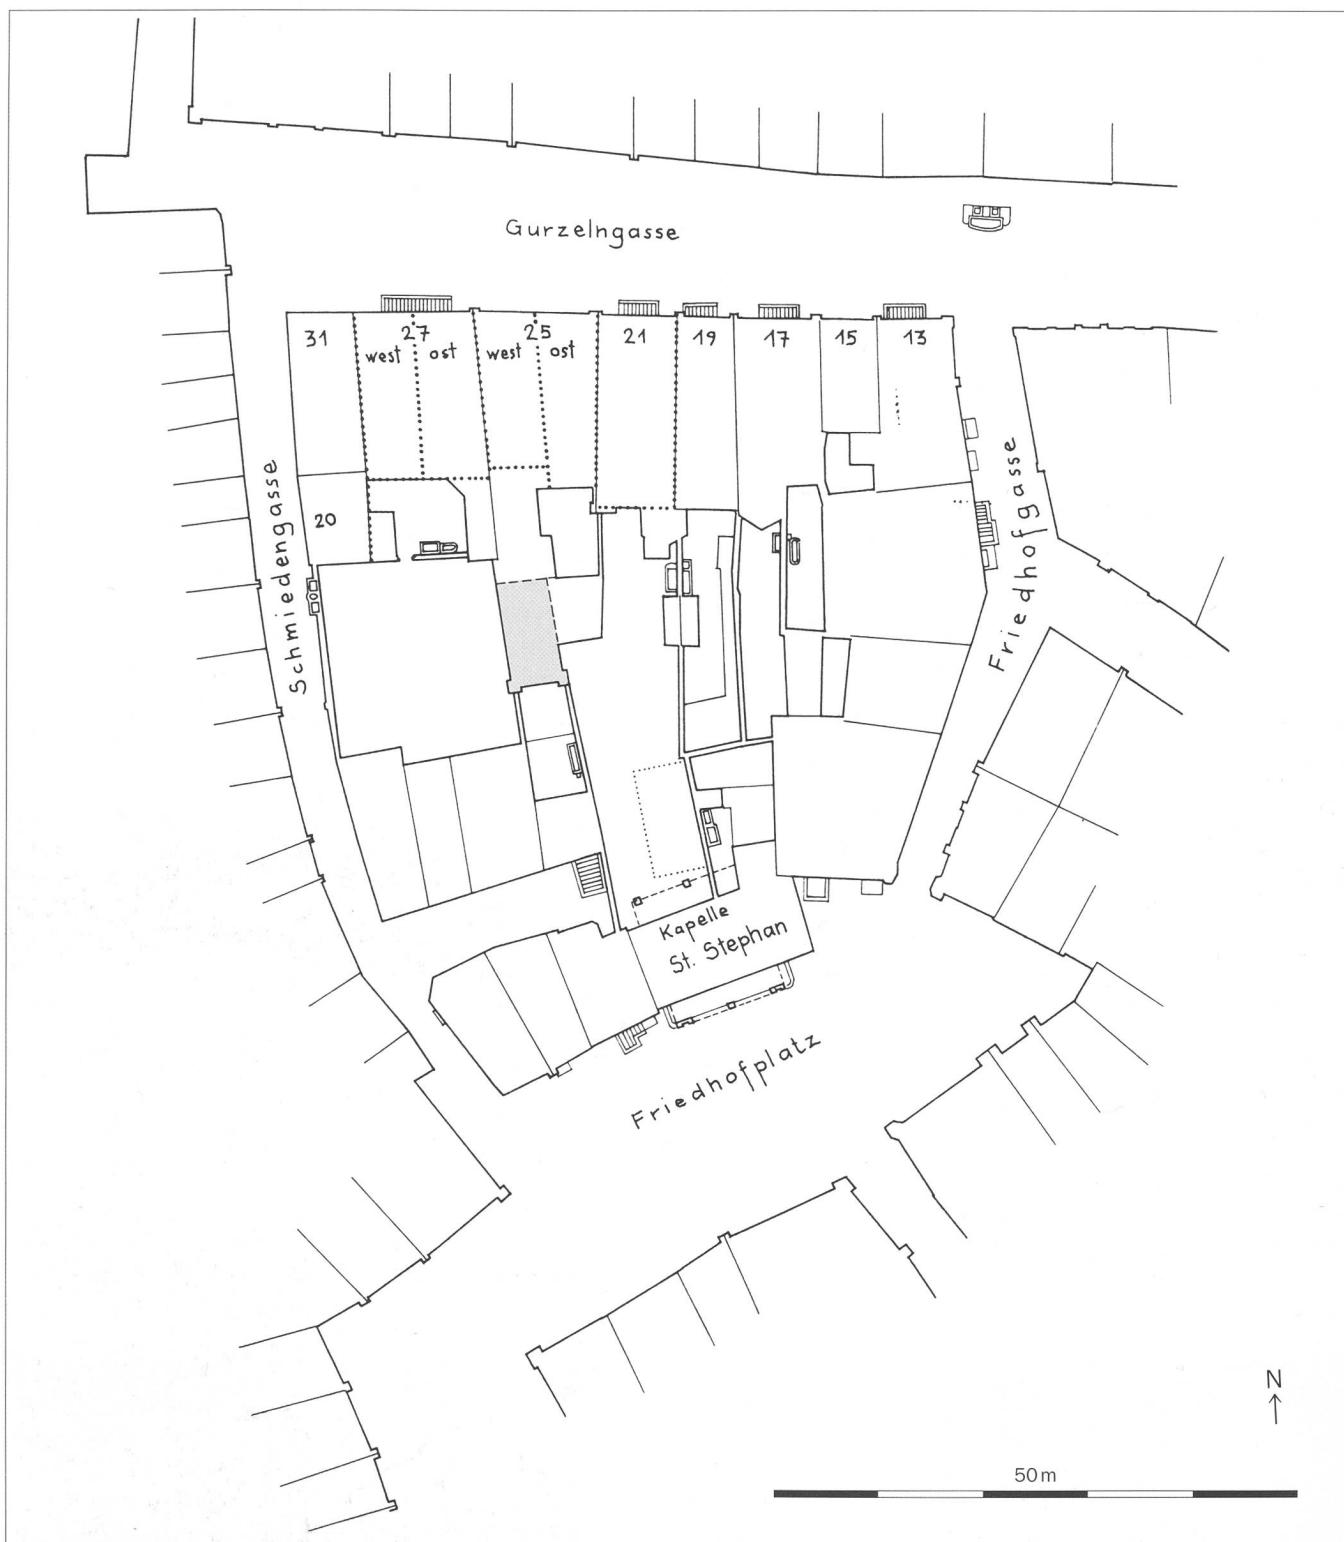 Gurzelngasse
31
27
west ost
25
west ost
21
19
17
15
13
20
Schmiedengasse
Friedhofgasse
Kapelle
St. Stephan
Friedhofplatz
N
50m